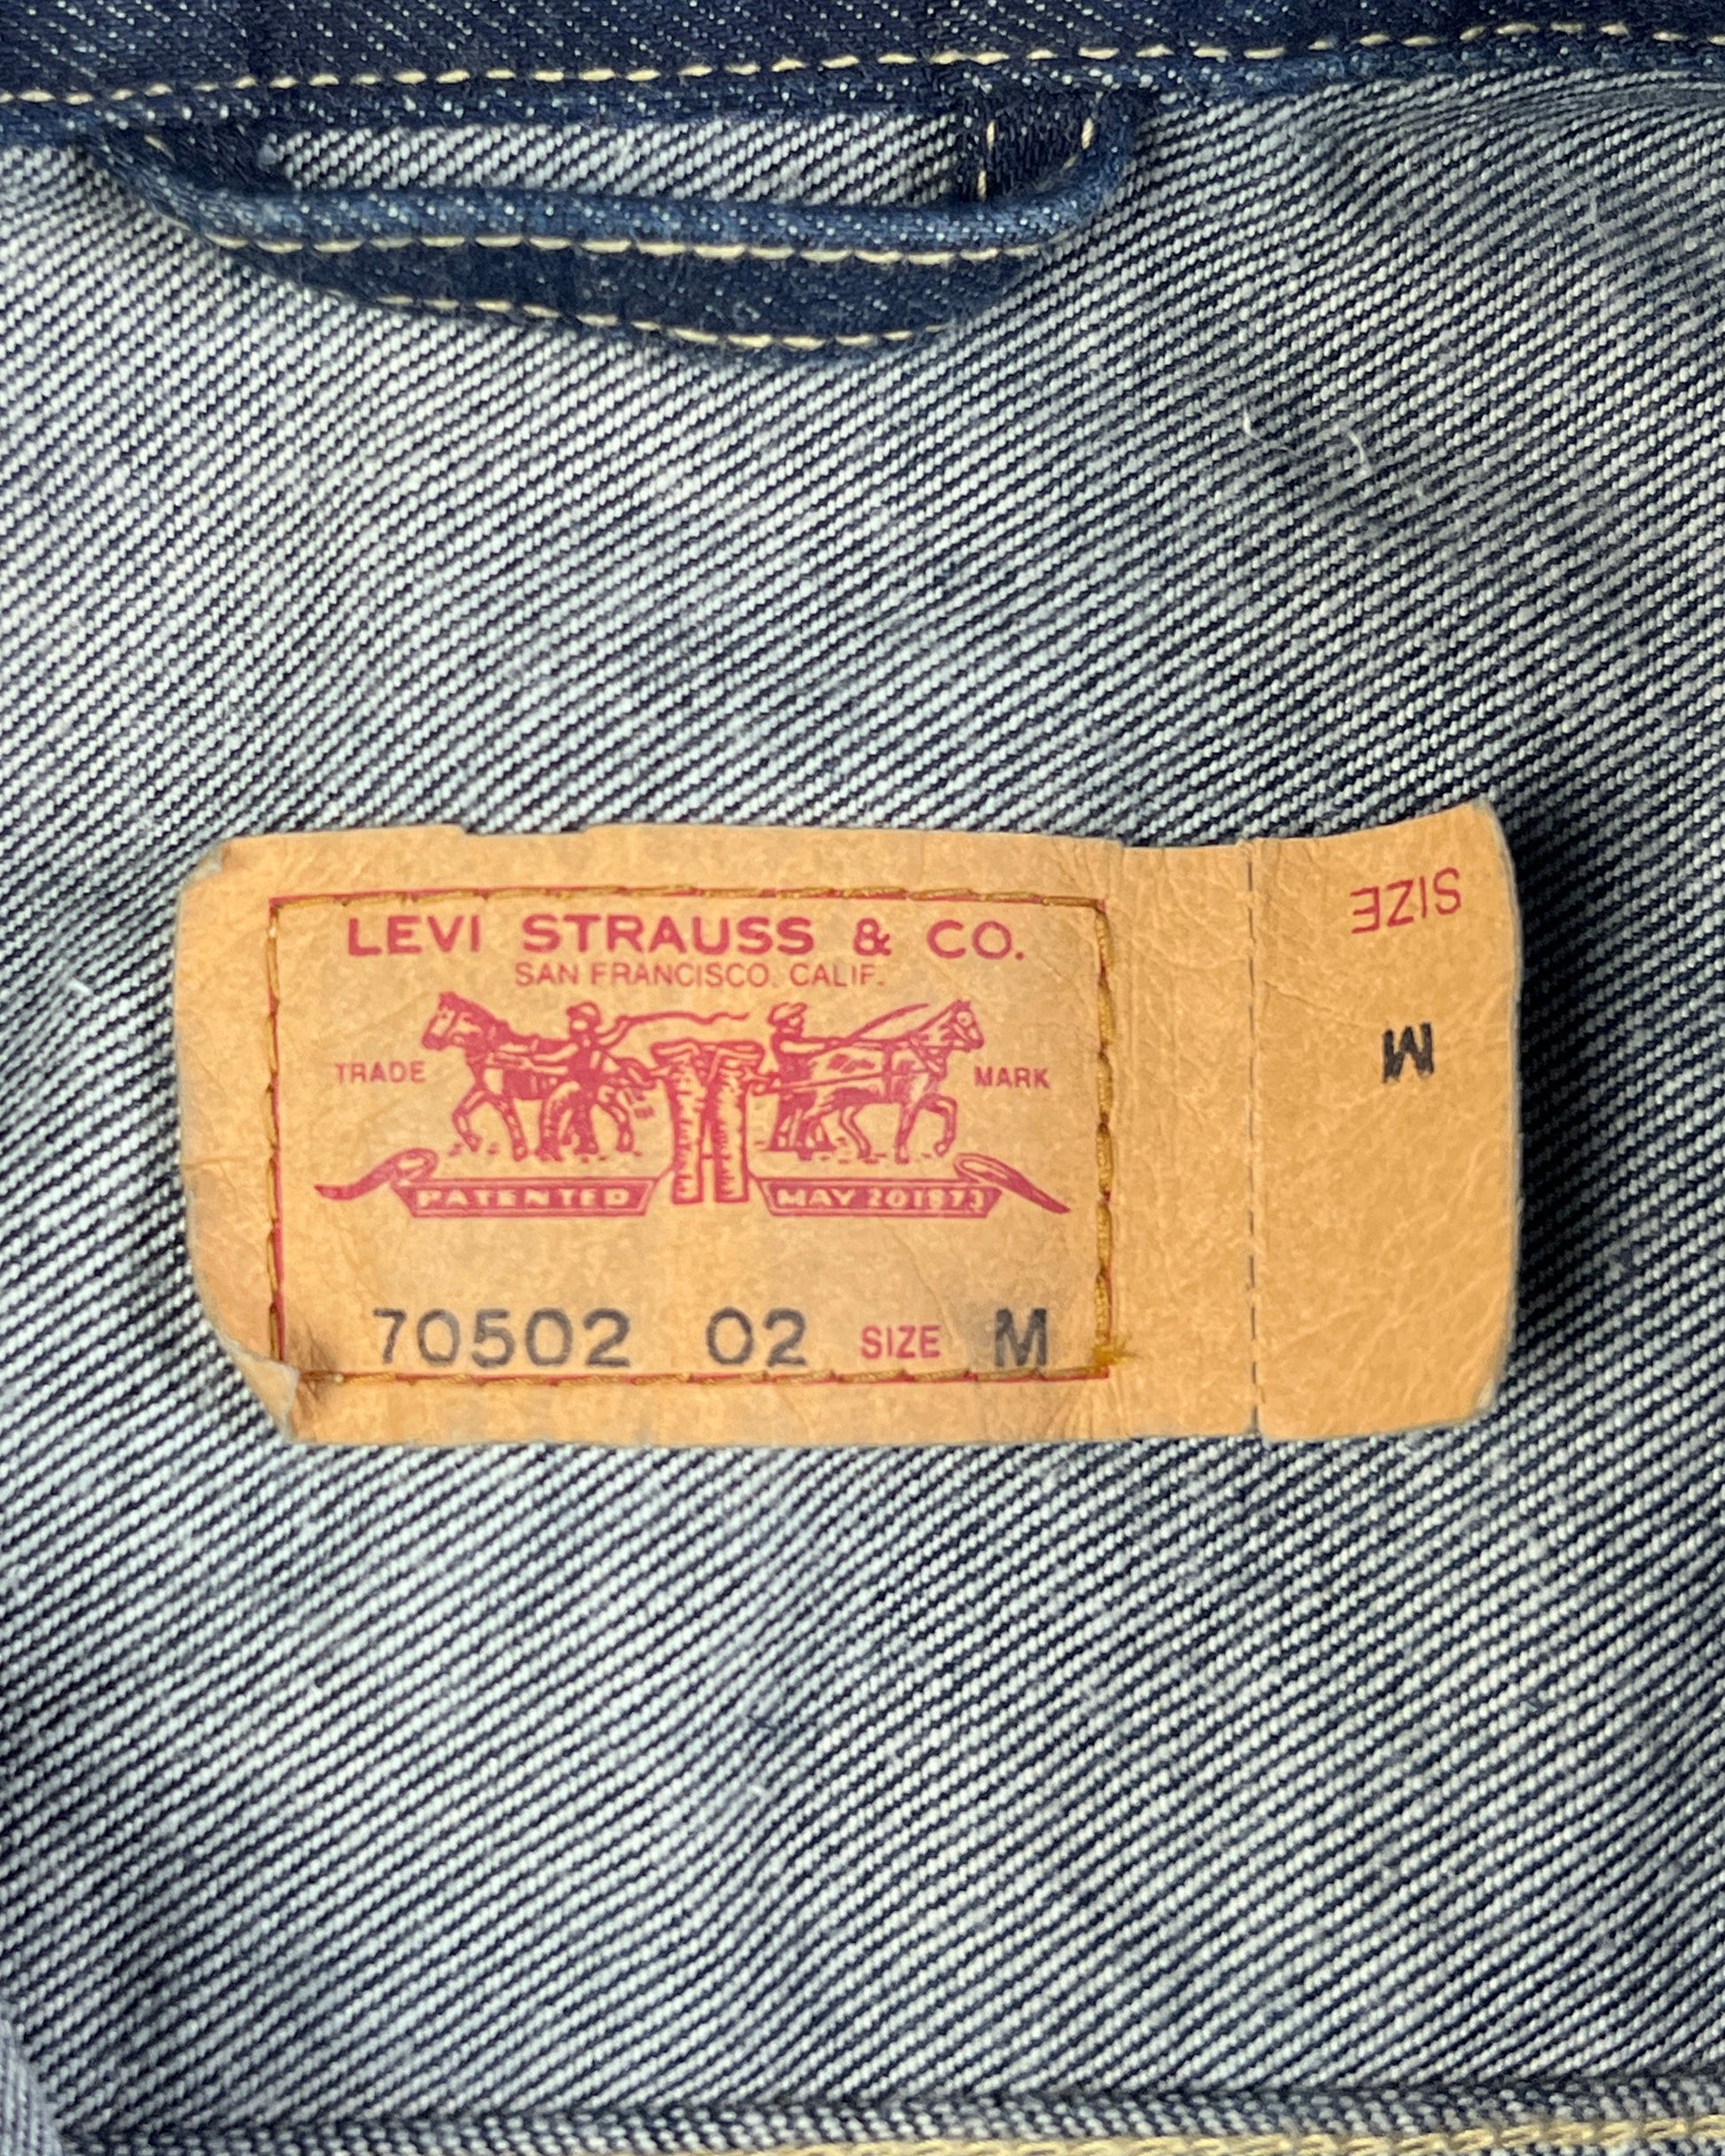 LEVI STRAUSS & CO.
SAN FRANCISCO. CALIF.
TRADE MARK
PATENTED MAY 20 1873
70502 02 SIZE M
SIZE
M